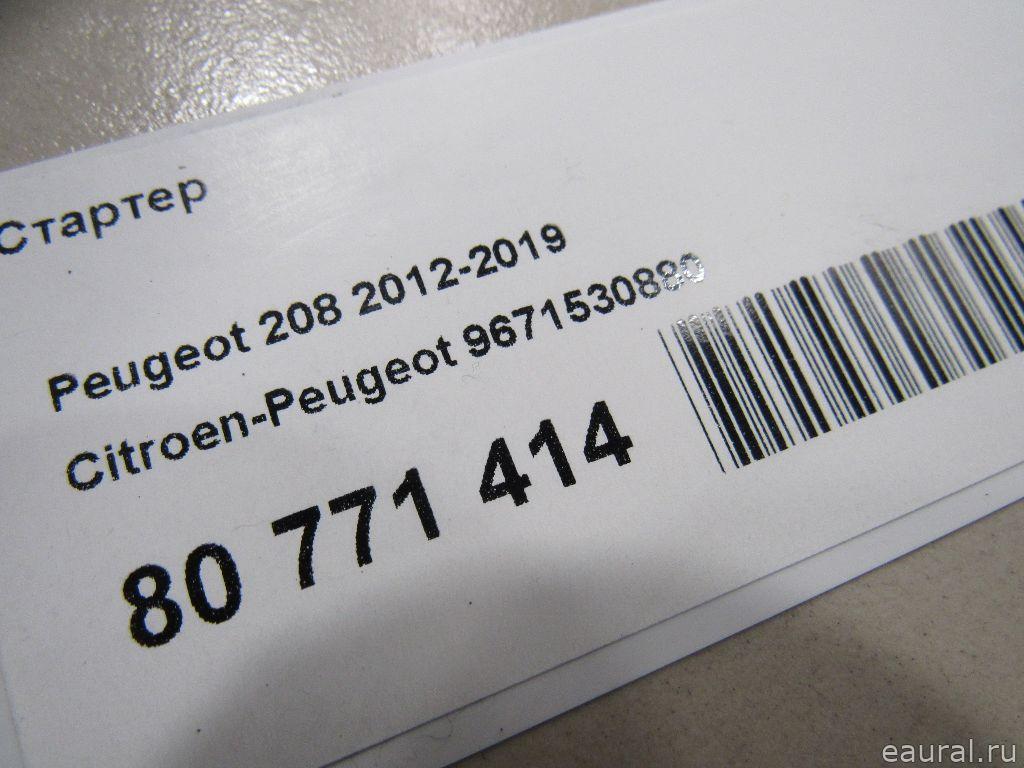 Стартер
Peugeot 208 2012-2019
Citroen-Peugeot 9671530880
80 771 414
eaural.ru